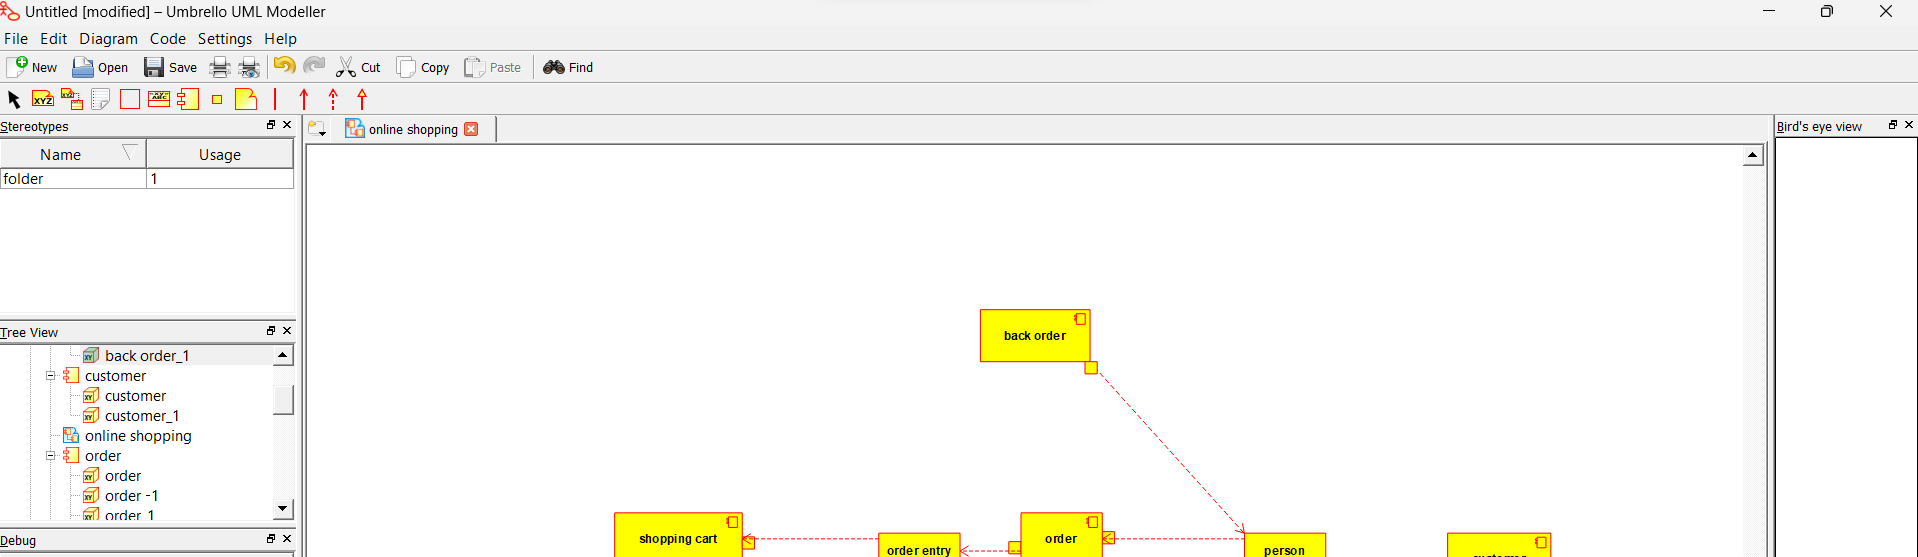 Untitled [modified] – Umbrello UML Modeller
File Edit Diagram Code Settings Help
New Open Save Cut Copy Paste Find
Stereotypes
Name Usage
folder 1
Tree View
back order_1
customer
customer
customer_1
online shopping
order
order
order -1
order 1
Debug
online shopping
back order
shopping cart
order entry
order
person
Bird's eye view